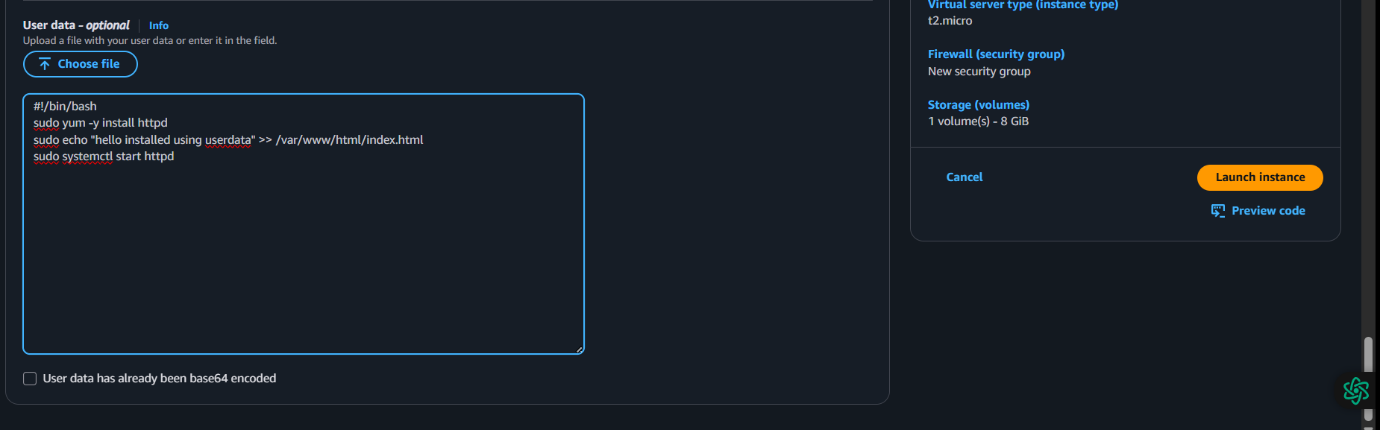 User data - optional Info
Upload a file with your user data or enter it in the field.
Choose file
#!/bin/bash
sudo yum -y install httpd
sudo echo "hello installed using userdata" >> /var/www/html/index.html
sudo systemctl start httpd
User data has already been base64 encoded
Virtual server type (instance type)
t2.micro
Firewall (security group)
New security group
Storage (volumes)
1 volume(s) - 8 GiB
Cancel
Launch instance
Preview code